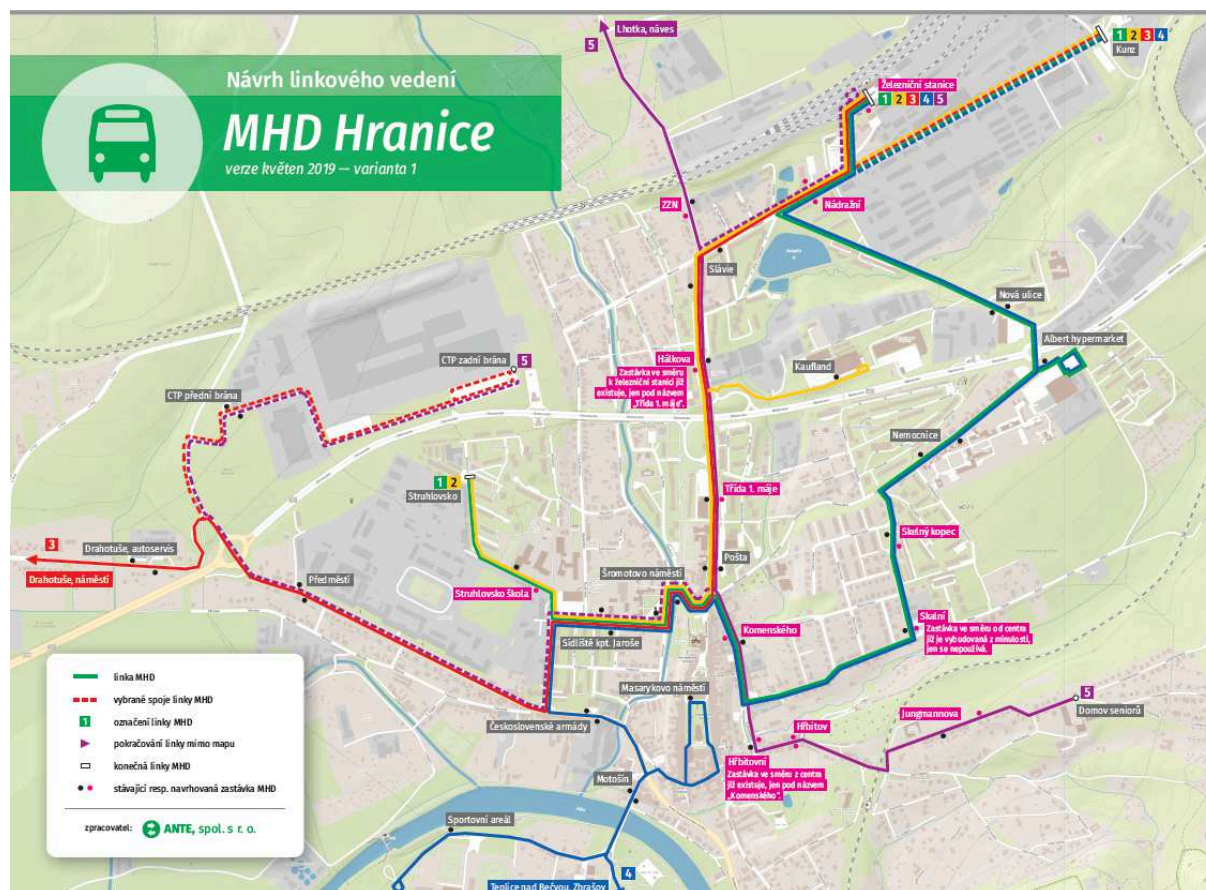 Návrh linkového vedení
MHD Hranice
verze květen 2019 — varianta 1
5
Lhotka, náves
1 2 3 4
Kunz
Železniční stanice
1 2 3 4 5
ZZN
Nádražní
Slávie
Nová ulice
Albert hypermarket
Hálkova
Zastávka ve směru
k železniční stanici již
existuje, jen pod názvem
„Třída 1. máje“.
Kaufland
CTP zadní brána
5
CTP přední brána
Nemocnice
1 2
Struhlovsko
Třída 1. máje
Skelný kopec
3
Drahotuše, autoservis
Drahotuše, náměstí
Předměstí
Pošta
Šromotovo náměstí
Struhlovsko škola
Sídliště kpt. Jaroše
Komenského
Skalní
Zastávka ve směru od centra
již je vybudovaná z minulosti,
jen se nepoužívá.
Masarykovo náměstí
5
Domov seniorů
Jungmannova
Československé armády
Hřbitov
Hřbitovní
Zastávka ve směru z centra
již existuje, jen pod názvem
„Komenského“.
Motošín
Sportovní areál
4
Teplice nad Bečvou, Zbrašov
linka MHD
vybrané spoje linky MHD
1 označení linky MHD
pokračování linky mimo mapu
konečná linky MHD
stávající resp. navrhovaná zastávka MHD
zpracovatel: ANTE, spol. s r. o.